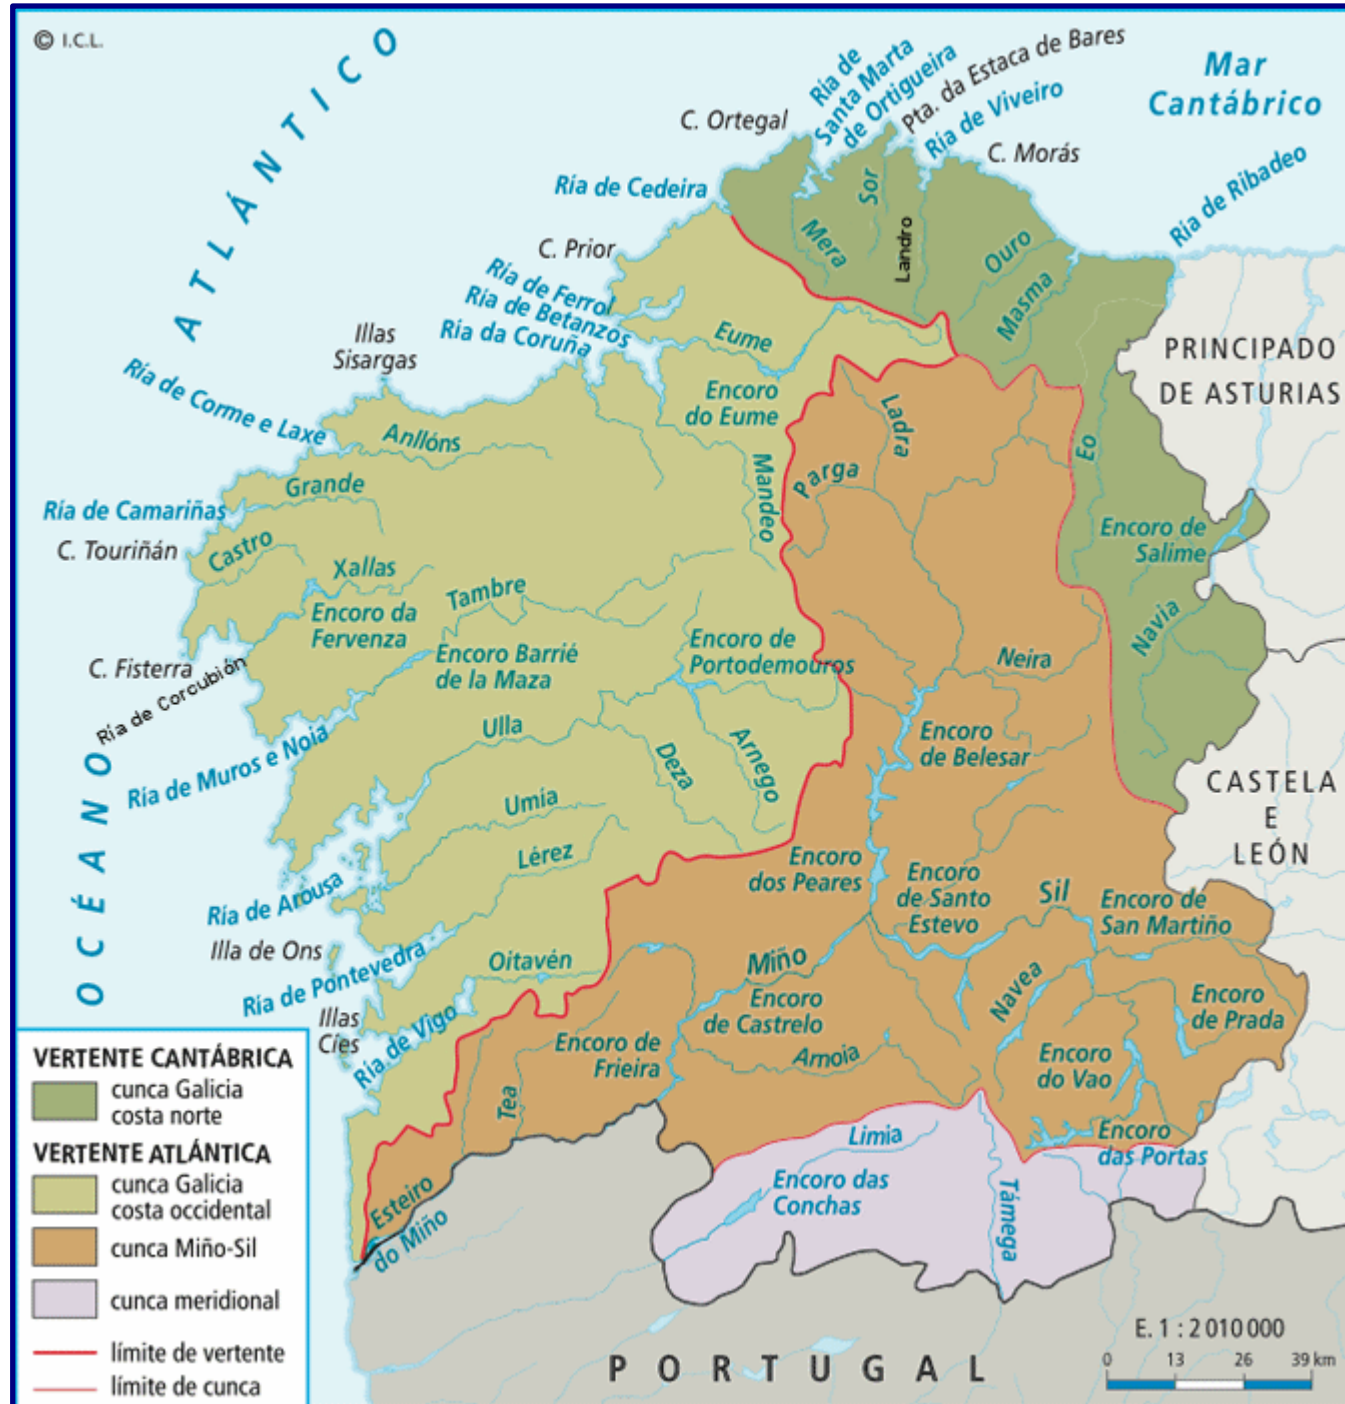 © I.C.L.
OCÉANO
ATLÁNTICO
Mar
Cantábrico
Ría de
Santa Marta
de Ortigueira
Pta. da Estaca de Bares
Ría de Viveiro
C. Ortegal
C. Morás
Ría de Ribadeo
Ría de Cedeira
Sor
Mera
Landro
Ouro
Masma
C. Prior
Ría de Ferrol
Ría de Betanzos
Ría da Coruña
Illas
Sisargas
Eume
Encoro
do Eume
PRINCIPADO
DE ASTURIAS
Ría de Corme e Laxe
Anllóns
Ladra
Parga
Mandeo
Eo
Grande
Ría de Camariñas
C. Touriñán
Castro
Xallas
Encoro da
Fervenza
Tambre
Encoro de
Salime
Navia
C. Fisterra
Ría de Corcubión
Encoro Barrié
de la Maza
Encoro de
Portodemouros
Neira
Ría de Muros e Noia
Ulla
Deza
Arnego
Encoro
de Belesar
CASTELA
E
LEÓN
Umia
Lérez
Ría de Arousa
Encoro
dos Peares
Encoro
de Santo
Estevo
Sil
Encoro de
San Martiño
Illa de Ons
Ría de Pontevedra
Oitavén
Miño
Navea
Encoro
de Castrelo
Encoro
de Prada
Illas
Cíes
Ría de Vigo
Encoro de
Frieira
Arnoia
Encoro
do Vao
Tea
Encoro
das Portas
Limia
Encoro das
Conchas
Támega
Esteiro
do Miño
VERTENTE CANTÁBRICA
cunca Galicia
costa norte
VERTENTE ATLÁNTICA
cunca Galicia
costa occidental
cunca Miño-Sil
cunca meridional
límite de vertente
límite de cunca
PORTUGAL
E. 1 : 2 010 000
0 13 26 39 km